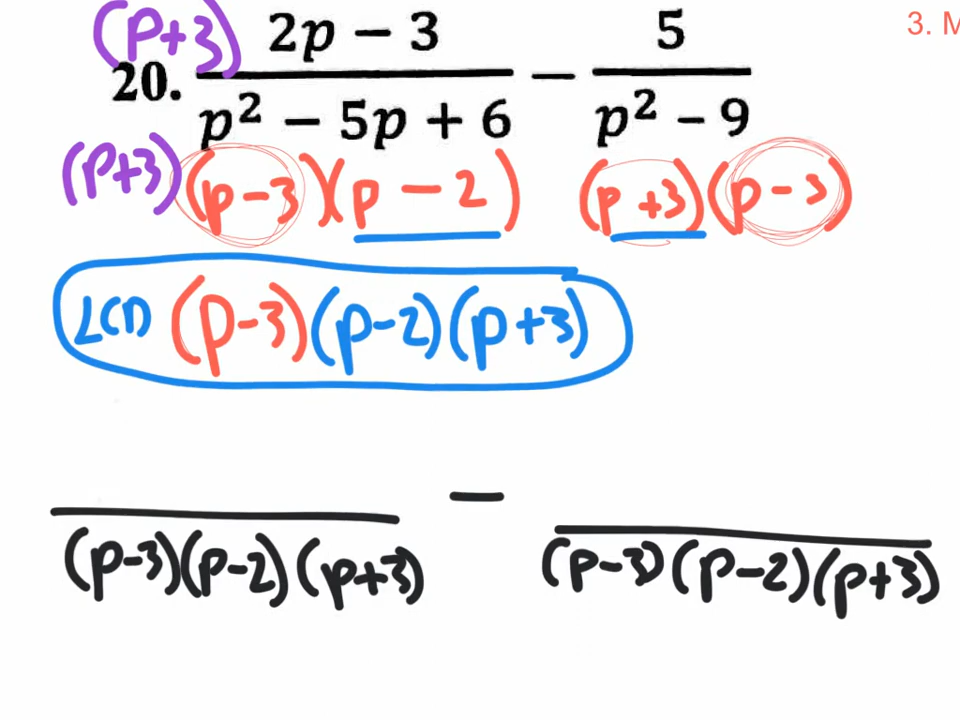 3. M
(p+3) 2p − 3 − 5
20. p² − 5p + 6 p² − 9
(p+3) (p−3)(p − 2) (p+3)(p−3)
LCD (p−3)(p−2)(p+3)
−
(p−3)(p−2)(p+3) (p−3)(p−2)(p+3)